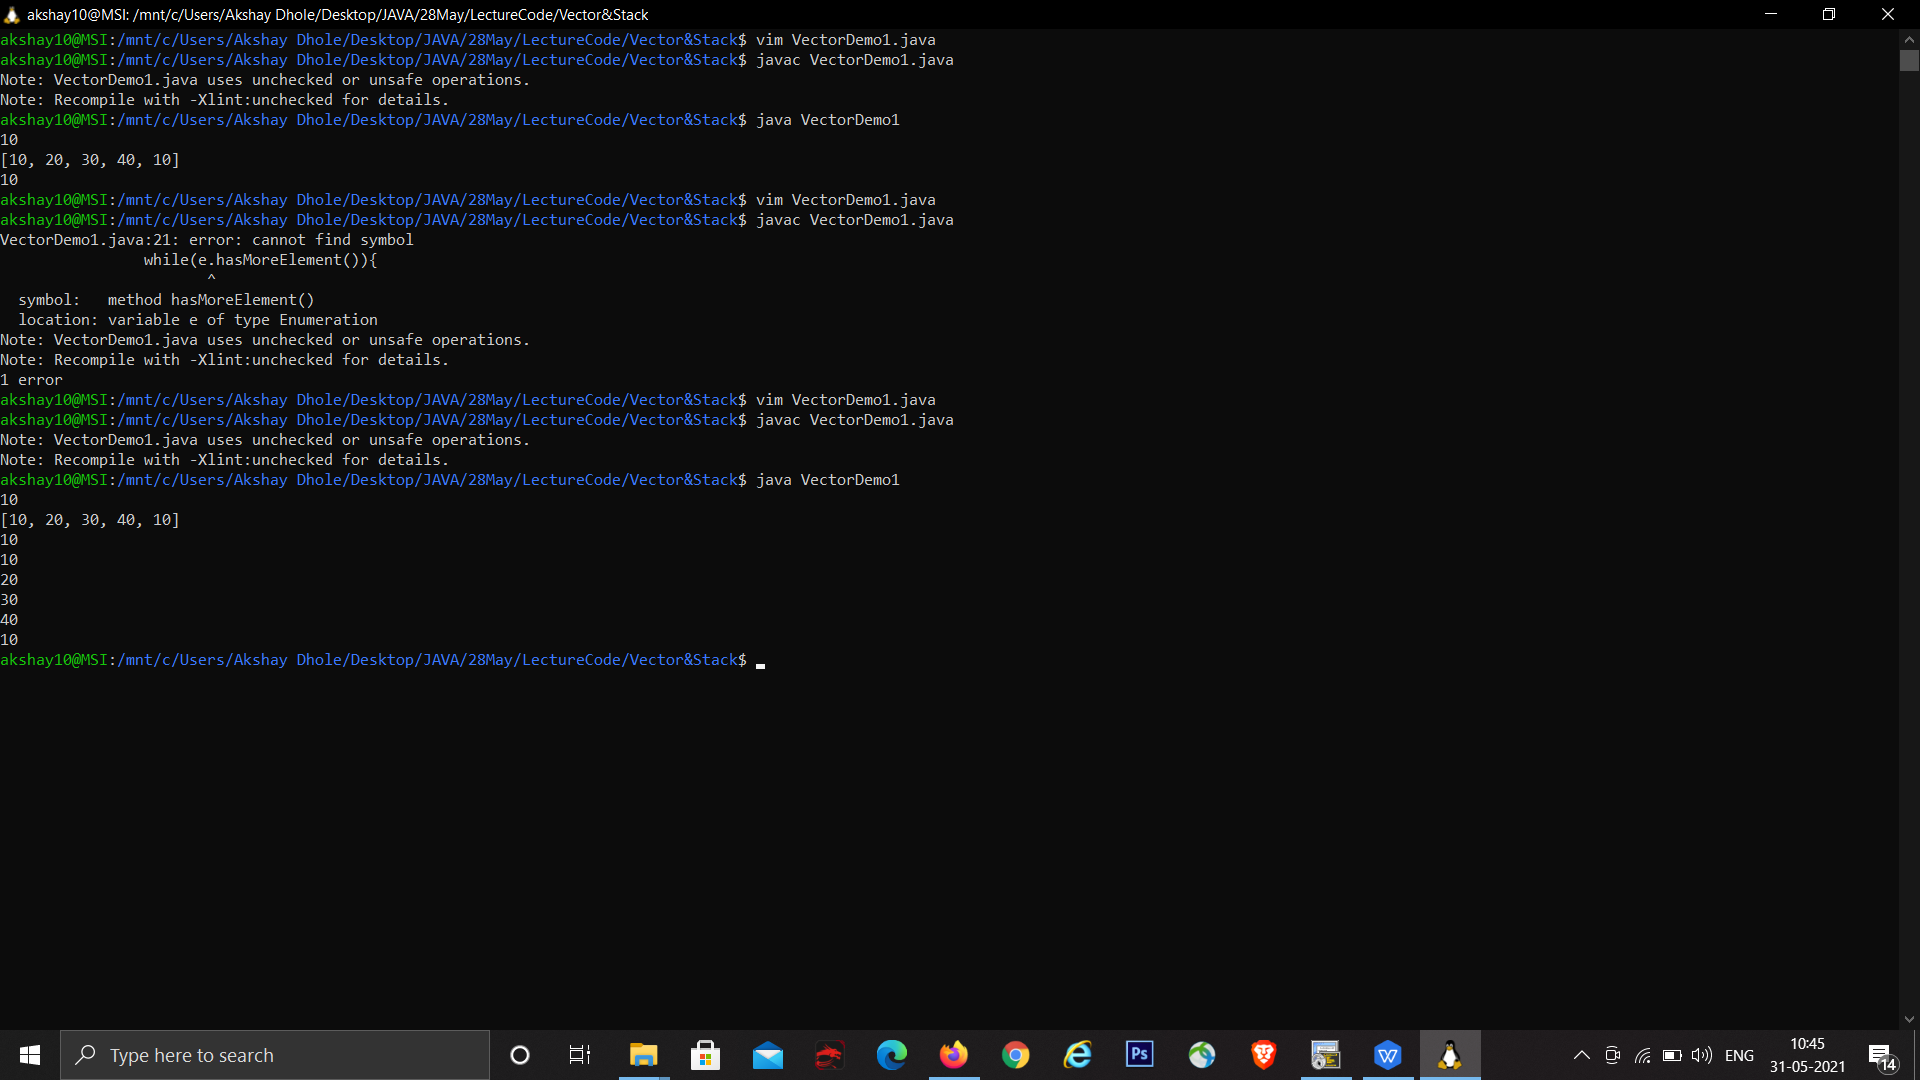 akshay10@MSI: /mnt/c/Users/Akshay Dhole/Desktop/JAVA/28May/LectureCode/Vector&Stack
akshay10@MSI:/mnt/c/Users/Akshay Dhole/Desktop/JAVA/28May/LectureCode/Vector&Stack$ vim VectorDemo1.java
akshay10@MSI:/mnt/c/Users/Akshay Dhole/Desktop/JAVA/28May/LectureCode/Vector&Stack$ javac VectorDemo1.java
Note: VectorDemo1.java uses unchecked or unsafe operations.
Note: Recompile with -Xlint:unchecked for details.
akshay10@MSI:/mnt/c/Users/Akshay Dhole/Desktop/JAVA/28May/LectureCode/Vector&Stack$ java VectorDemo1
10
[10, 20, 30, 40, 10]
10
akshay10@MSI:/mnt/c/Users/Akshay Dhole/Desktop/JAVA/28May/LectureCode/Vector&Stack$ vim VectorDemo1.java
akshay10@MSI:/mnt/c/Users/Akshay Dhole/Desktop/JAVA/28May/LectureCode/Vector&Stack$ javac VectorDemo1.java
VectorDemo1.java:21: error: cannot find symbol
                while(e.hasMoreElement()){
                       ^
  symbol:   method hasMoreElement()
  location: variable e of type Enumeration
Note: VectorDemo1.java uses unchecked or unsafe operations.
Note: Recompile with -Xlint:unchecked for details.
1 error
akshay10@MSI:/mnt/c/Users/Akshay Dhole/Desktop/JAVA/28May/LectureCode/Vector&Stack$ vim VectorDemo1.java
akshay10@MSI:/mnt/c/Users/Akshay Dhole/Desktop/JAVA/28May/LectureCode/Vector&Stack$ javac VectorDemo1.java
Note: VectorDemo1.java uses unchecked or unsafe operations.
Note: Recompile with -Xlint:unchecked for details.
akshay10@MSI:/mnt/c/Users/Akshay Dhole/Desktop/JAVA/28May/LectureCode/Vector&Stack$ java VectorDemo1
10
[10, 20, 30, 40, 10]
10
10
20
30
40
10
akshay10@MSI:/mnt/c/Users/Akshay Dhole/Desktop/JAVA/28May/LectureCode/Vector&Stack$
Type here to search
Ps
W
ENG
10:45
31-05-2021
14